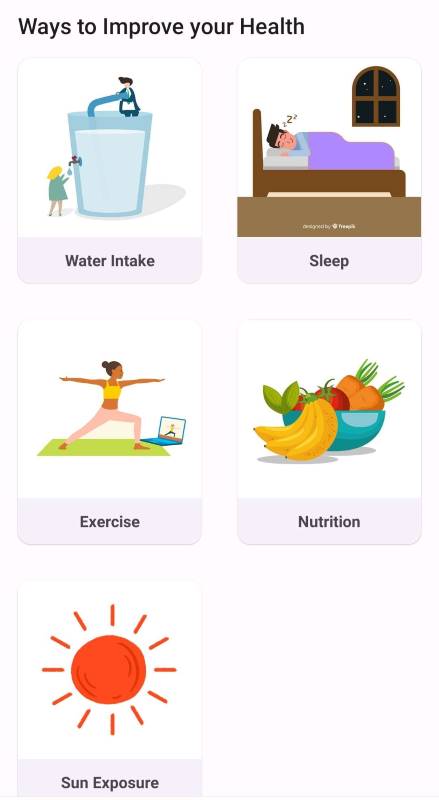 Ways to Improve your Health
z z Z
designed by freepik
Water Intake
Sleep
Exercise
Nutrition
Sun Exposure